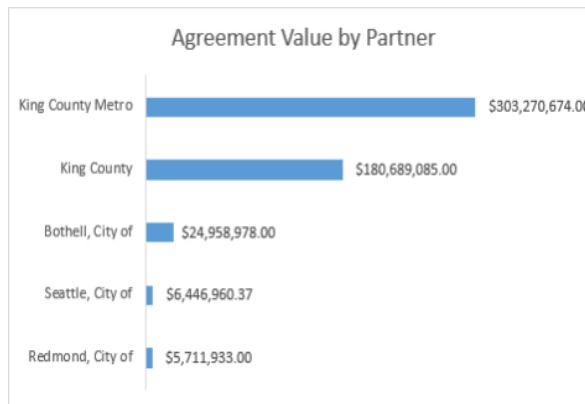 Agreement Value by Partner
King County Metro $303,270,674.00
King County $180,689,085.00
Bothell, City of $24,958,978.00
Seattle, City of $6,446,960.37
Redmond, City of $5,711,933.00